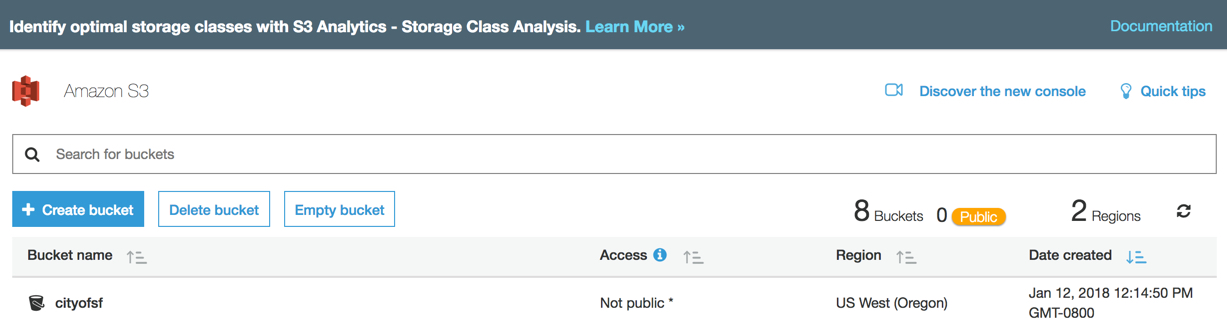 Identify optimal storage classes with S3 Analytics - Storage Class Analysis. Learn More » Documentation
Amazon S3 Discover the new console Quick tips
Search for buckets
+ Create bucket Delete bucket Empty bucket 8 Buckets 0 Public 2 Regions
Bucket name Access Region Date created
cityofsf Not public * US West (Oregon) Jan 12, 2018 12:14:50 PM
GMT-0800